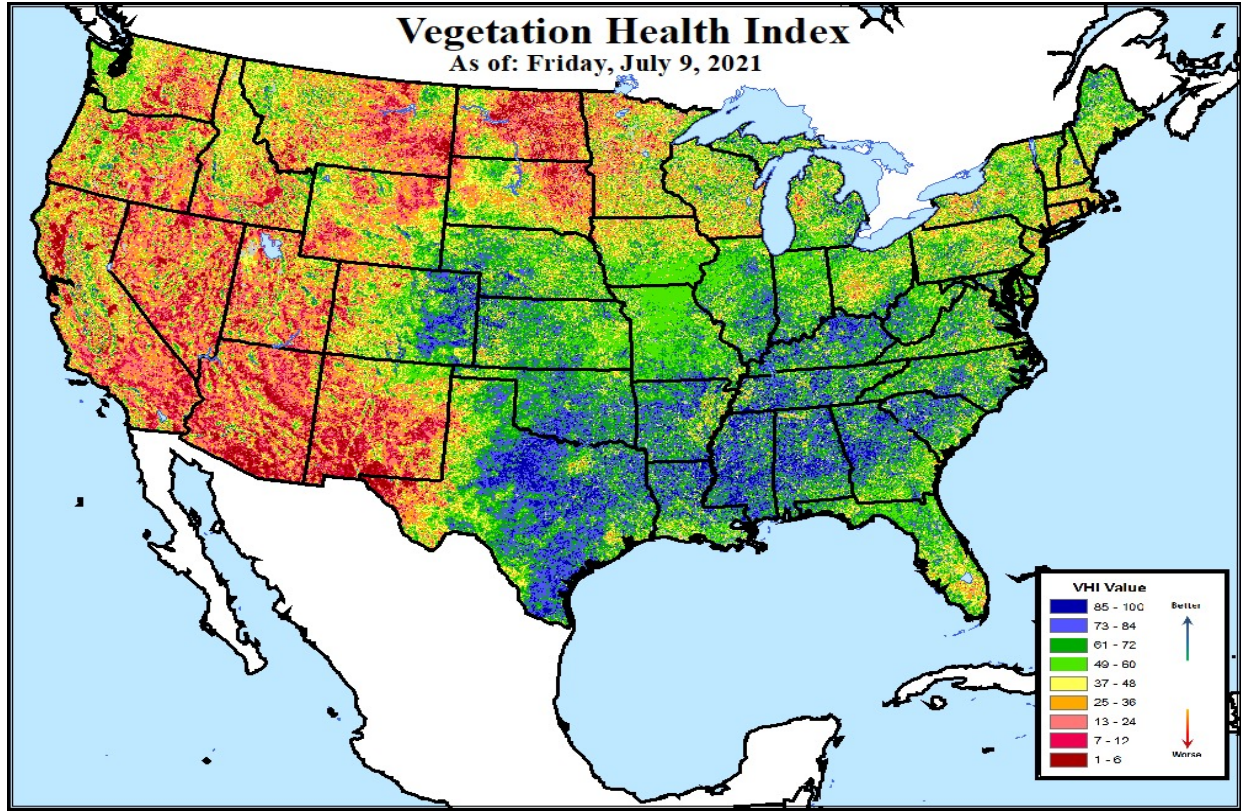 Vegetation Health Index
As of: Friday, July 9, 2021
VHI Value
85 - 100
73 - 84
61 - 72
49 - 60
37 - 48
25 - 36
13 - 24
7 - 12
1 - 6
Better
Worse